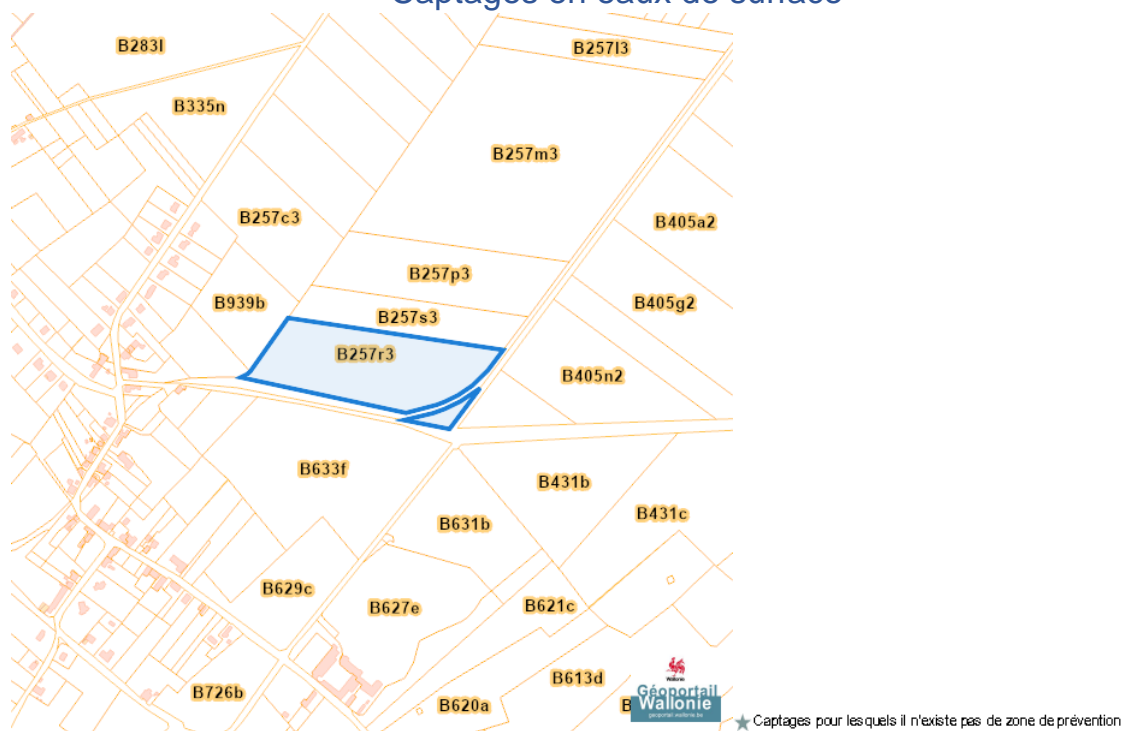 Captages en eaux de surface
B283l
B257l3
B335n
B257m3
B257c3
B405a2
B257p3
B939b
B405g2
B257s3
B257r3
B405n2
B633f
B431b
B431c
B631b
B629c
B627e
B621c
B613d
B726b
B620a
B
Wallonie
Géoportail
Wallonie
geoportail.wallonie.be
Captages pour lesquels il n'existe pas de zone de prévention